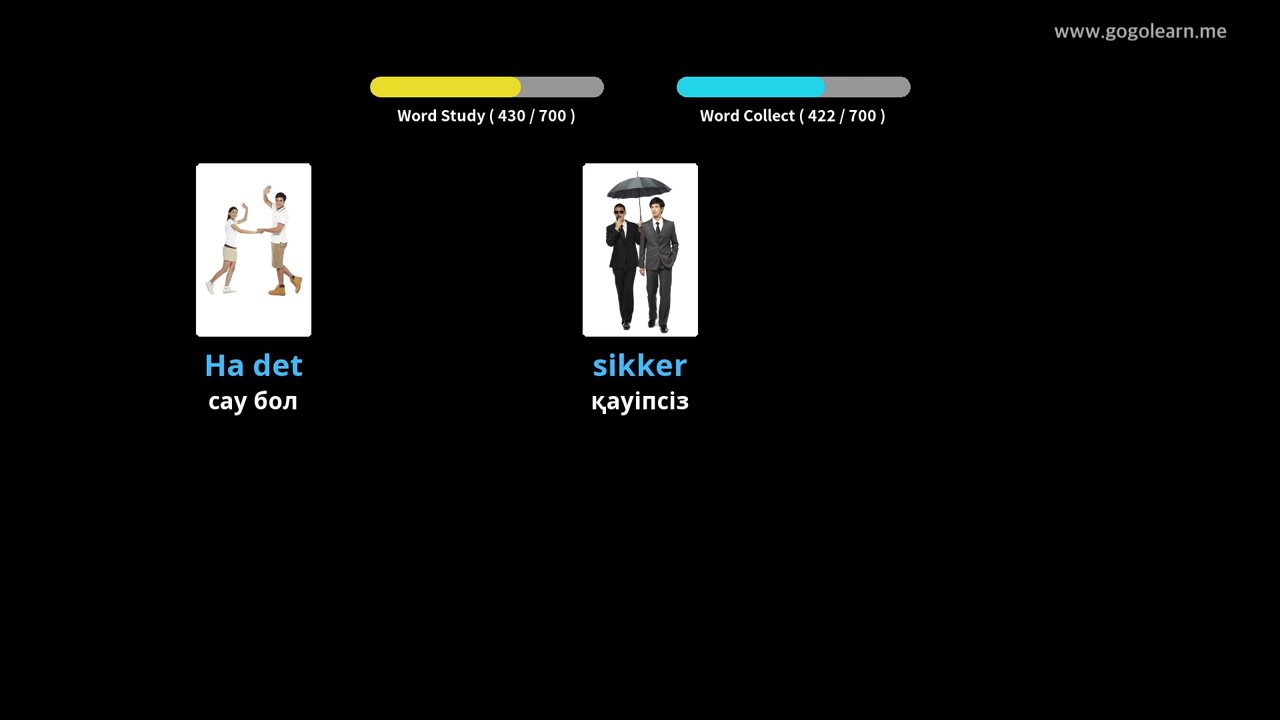 www.gogolearn.me
Word Study ( 430 / 700 )
Word Collect ( 422 / 700 )
Ha det
сау бол
sikker
қауіпсіз